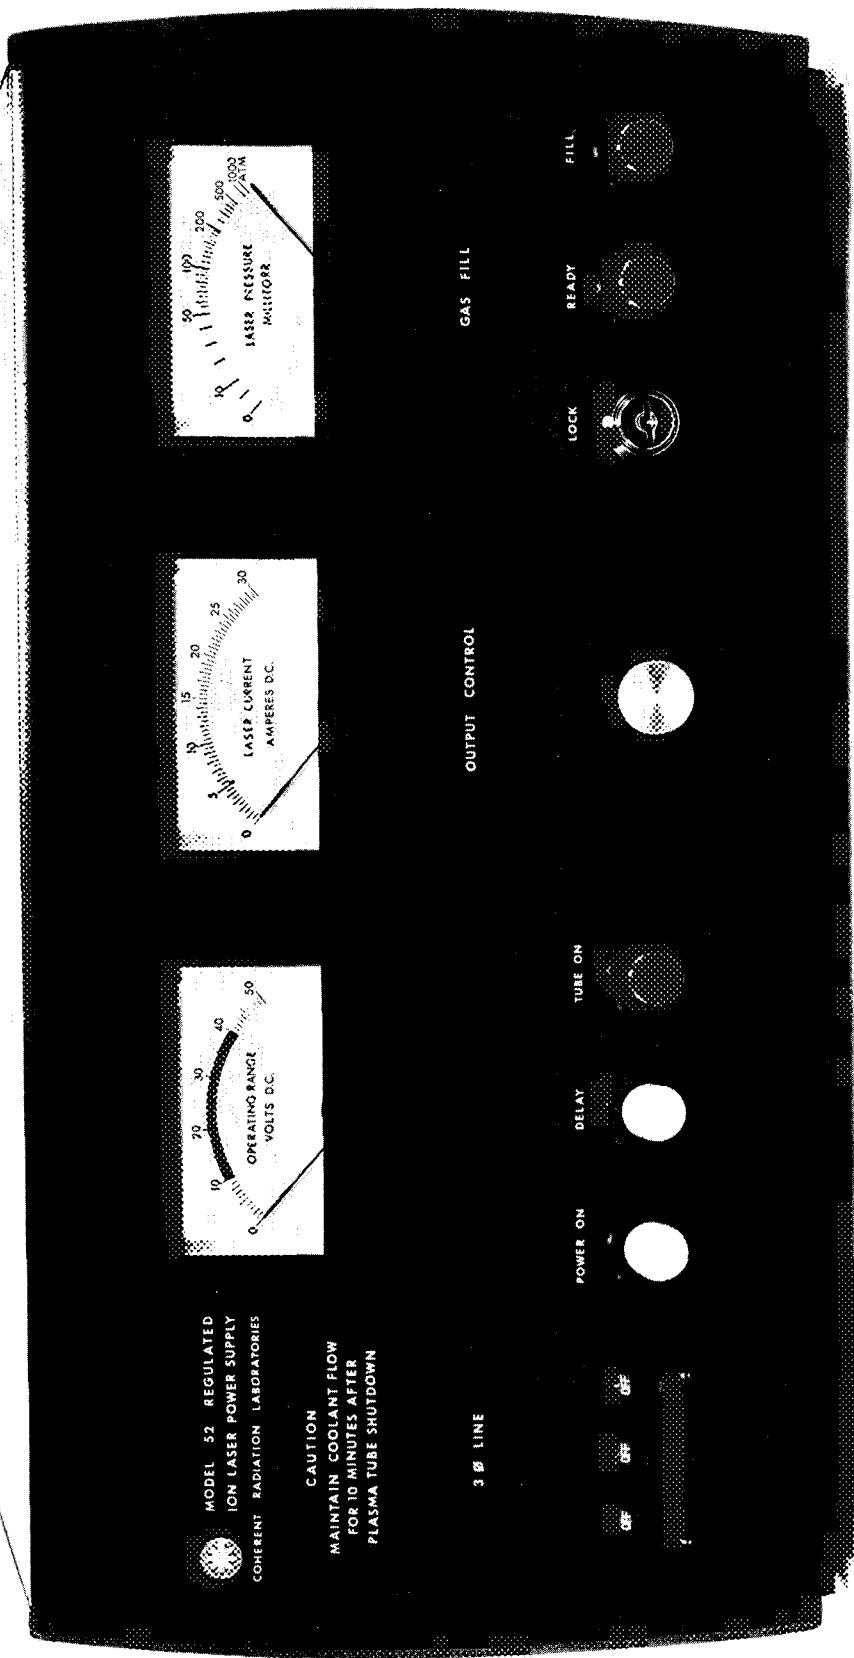 MODEL 52 REGULATED
ION LASER POWER SUPPLY
COHERENT RADIATION LABORATORIES
CAUTION
MAINTAIN COOLANT FLOW
FOR 10 MINUTES AFTER
PLASMA TUBE SHUTDOWN
0 10 20 30 40 50
OPERATING RANGE
VOLTS D.C.
0 5 10 15 20 25 30
LASER CURRENT
AMPERES D.C.
0 10 50 100 200 500 1000
ATM
LASER PRESSURE
MILLITORR
3 Ø LINE
OUTPUT CONTROL
GAS FILL
OFF OFF OFF
POWER ON
DELAY
TUBE ON
LOCK
READY
FILL